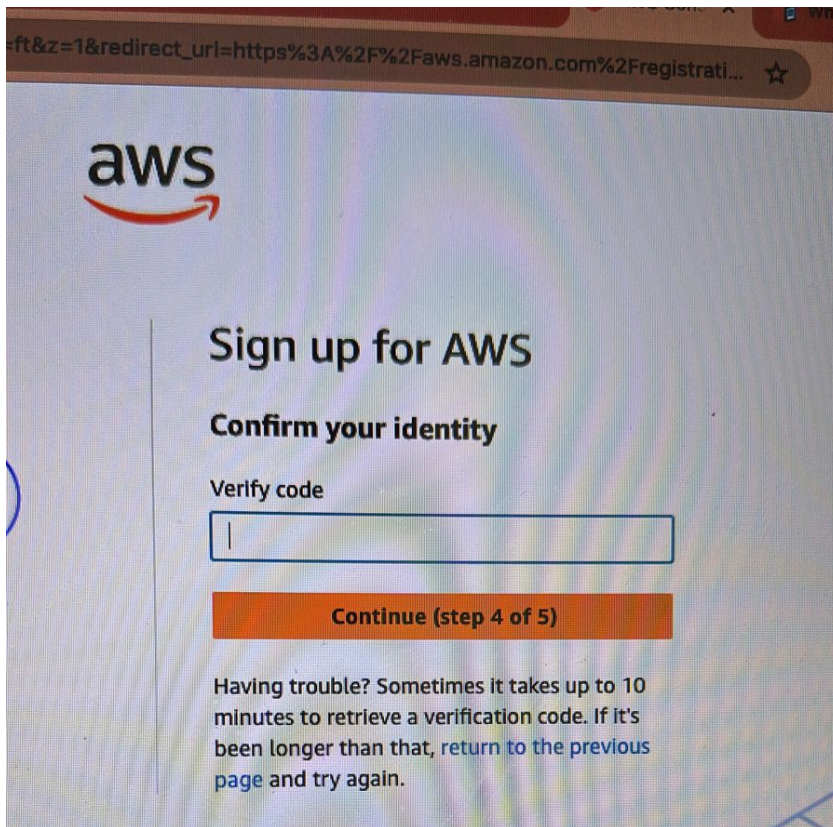 =ft&z=1&redirect_url=https%3A%2F%2Faws.amazon.com%2Fregistrati...
aws
Sign up for AWS
Confirm your identity
Verify code
Continue (step 4 of 5)
Having trouble? Sometimes it takes up to 10
minutes to retrieve a verification code. If it's
been longer than that, return to the previous
page and try again.